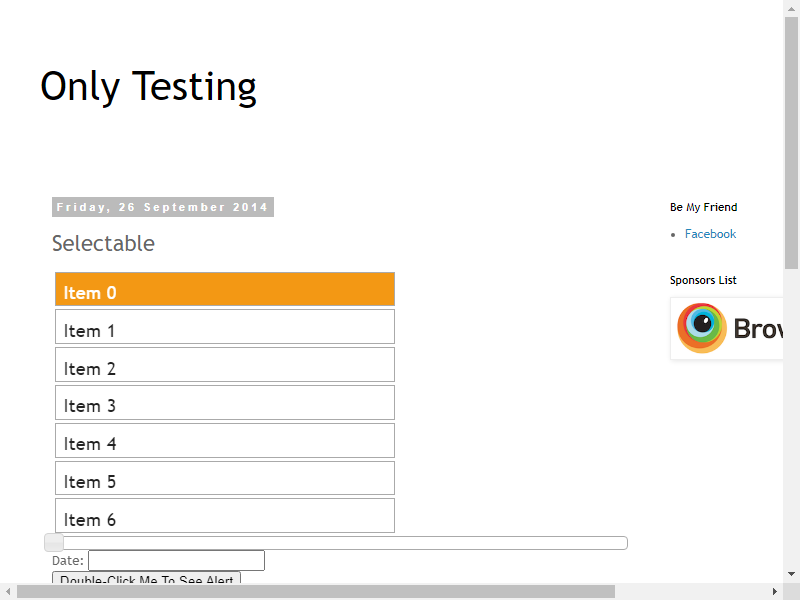 Only Testing
Friday, 26 September 2014
Selectable
Item 0
Item 1
Item 2
Item 3
Item 4
Item 5
Item 6
Date:
Double-Click Me To See Alert
Be My Friend
Facebook
Sponsors List